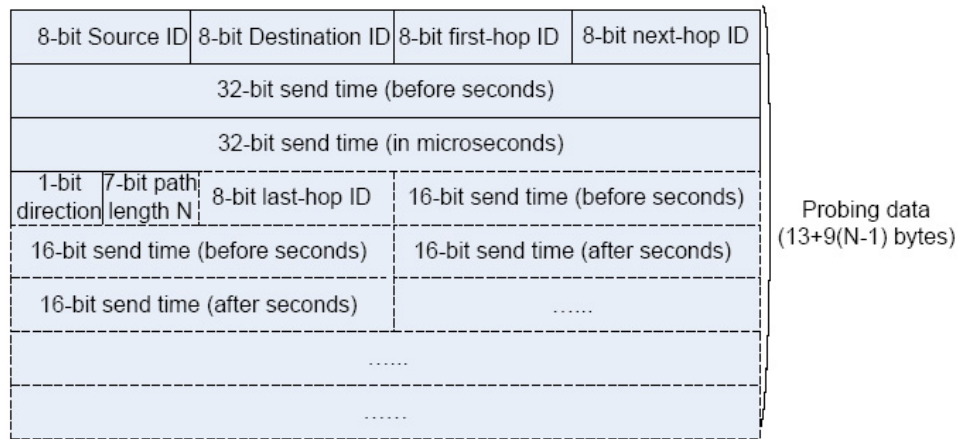 8-bit Source ID 8-bit Destination ID 8-bit first-hop ID 8-bit next-hop ID
32-bit send time (before seconds)
32-bit send time (in microseconds)
1-bit direction 7-bit path length N 8-bit last-hop ID 16-bit send time (before seconds)
16-bit send time (before seconds) 16-bit send time (after seconds)
16-bit send time (after seconds) ......
......
......
Probing data
(13+9(N-1) bytes)